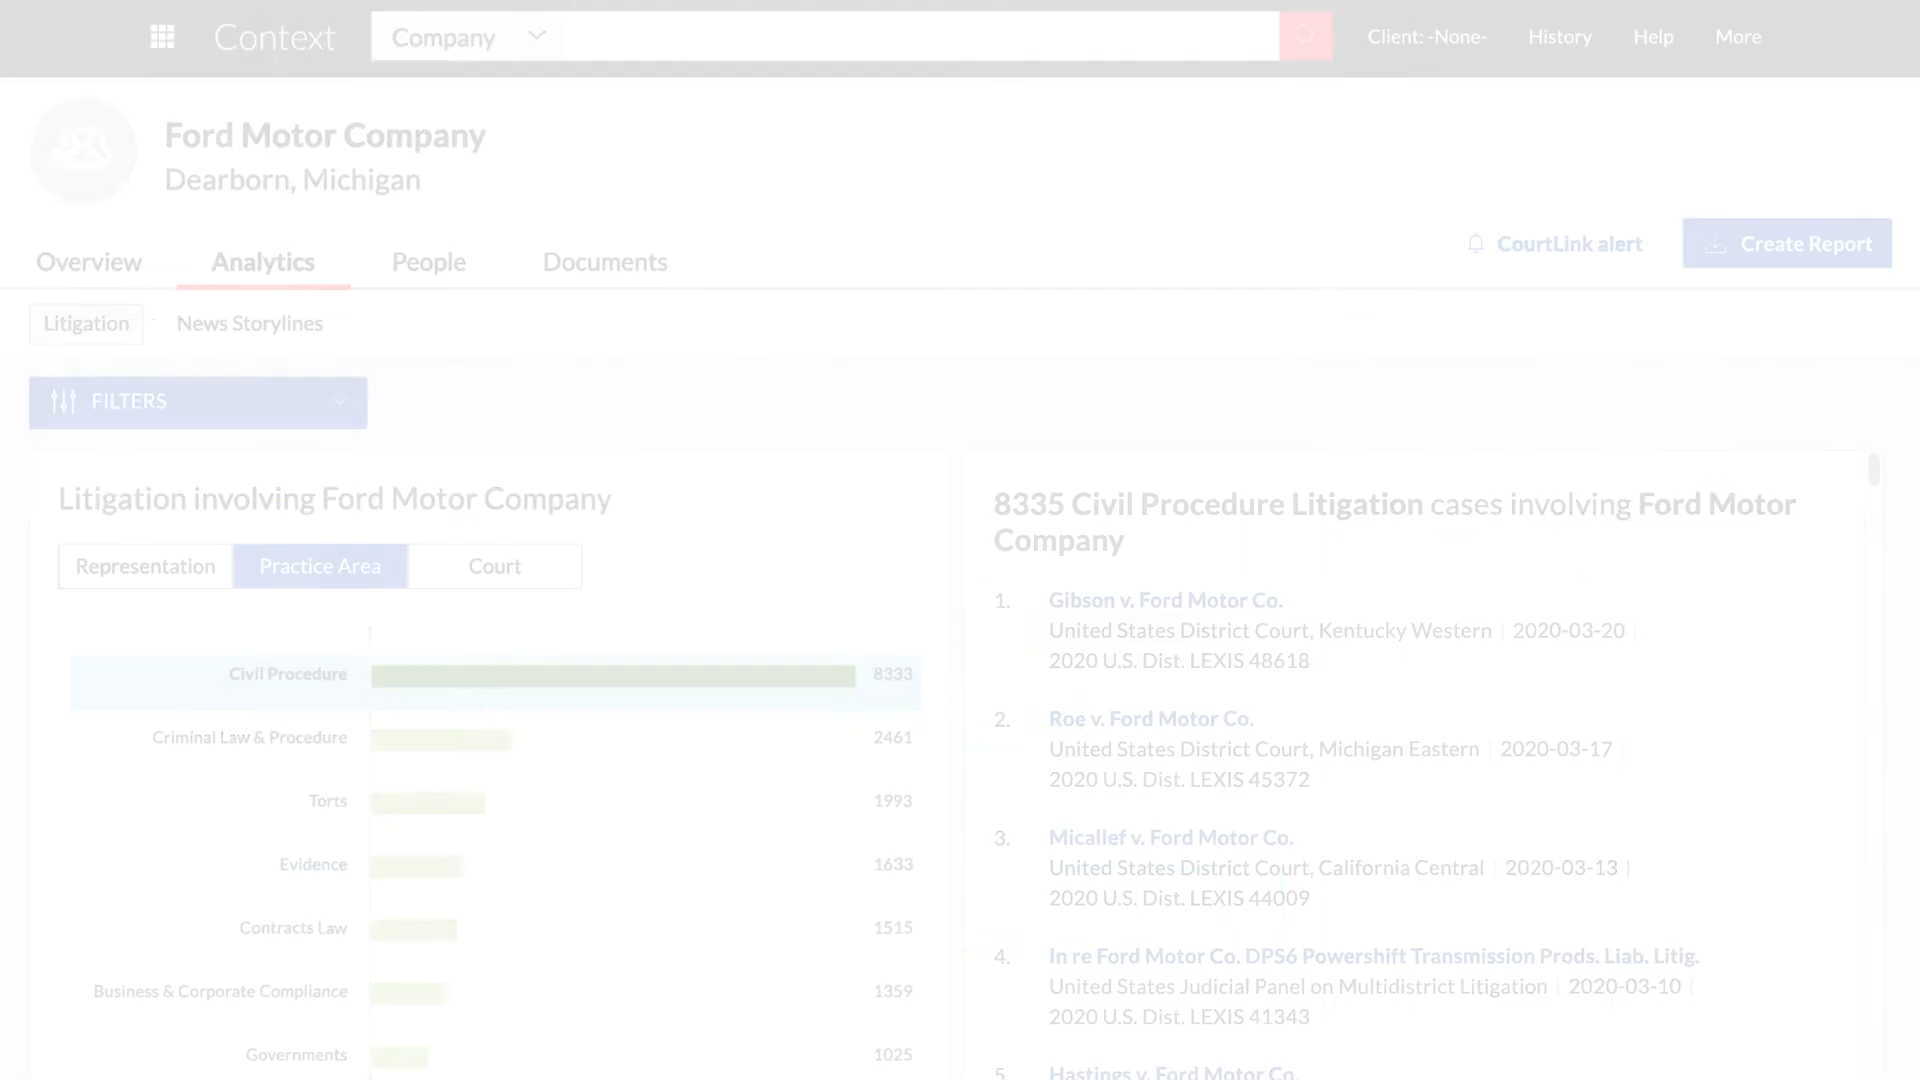 Context
Company
Client: -None-
History
Help
More
Ford Motor Company
Dearborn, Michigan
Overview
Analytics
People
Documents
CourtLink alert
Create Report
Litigation
News Storylines
FILTERS
Litigation involving Ford Motor Company
Representation
Practice Area
Court
Civil Procedure 8333
Criminal Law & Procedure 2461
Torts 1993
Evidence 1633
Contracts Law 1515
Business & Corporate Compliance 1359
Governments 1025
8335 Civil Procedure Litigation cases involving Ford Motor
Company
1. Gibson v. Ford Motor Co.
United States District Court, Kentucky Western | 2020-03-20 |
2020 U.S. Dist. LEXIS 48618
2. Roe v. Ford Motor Co.
United States District Court, Michigan Eastern | 2020-03-17 |
2020 U.S. Dist. LEXIS 45372
3. Micallef v. Ford Motor Co.
United States District Court, California Central | 2020-03-13 |
2020 U.S. Dist. LEXIS 44009
4. In re Ford Motor Co. DPS6 Powershift Transmission Prods. Liab. Litig.
United States Judicial Panel on Multidistrict Litigation | 2020-03-10 |
2020 U.S. Dist. LEXIS 41343
5. Hastings v. Ford Motor Co.